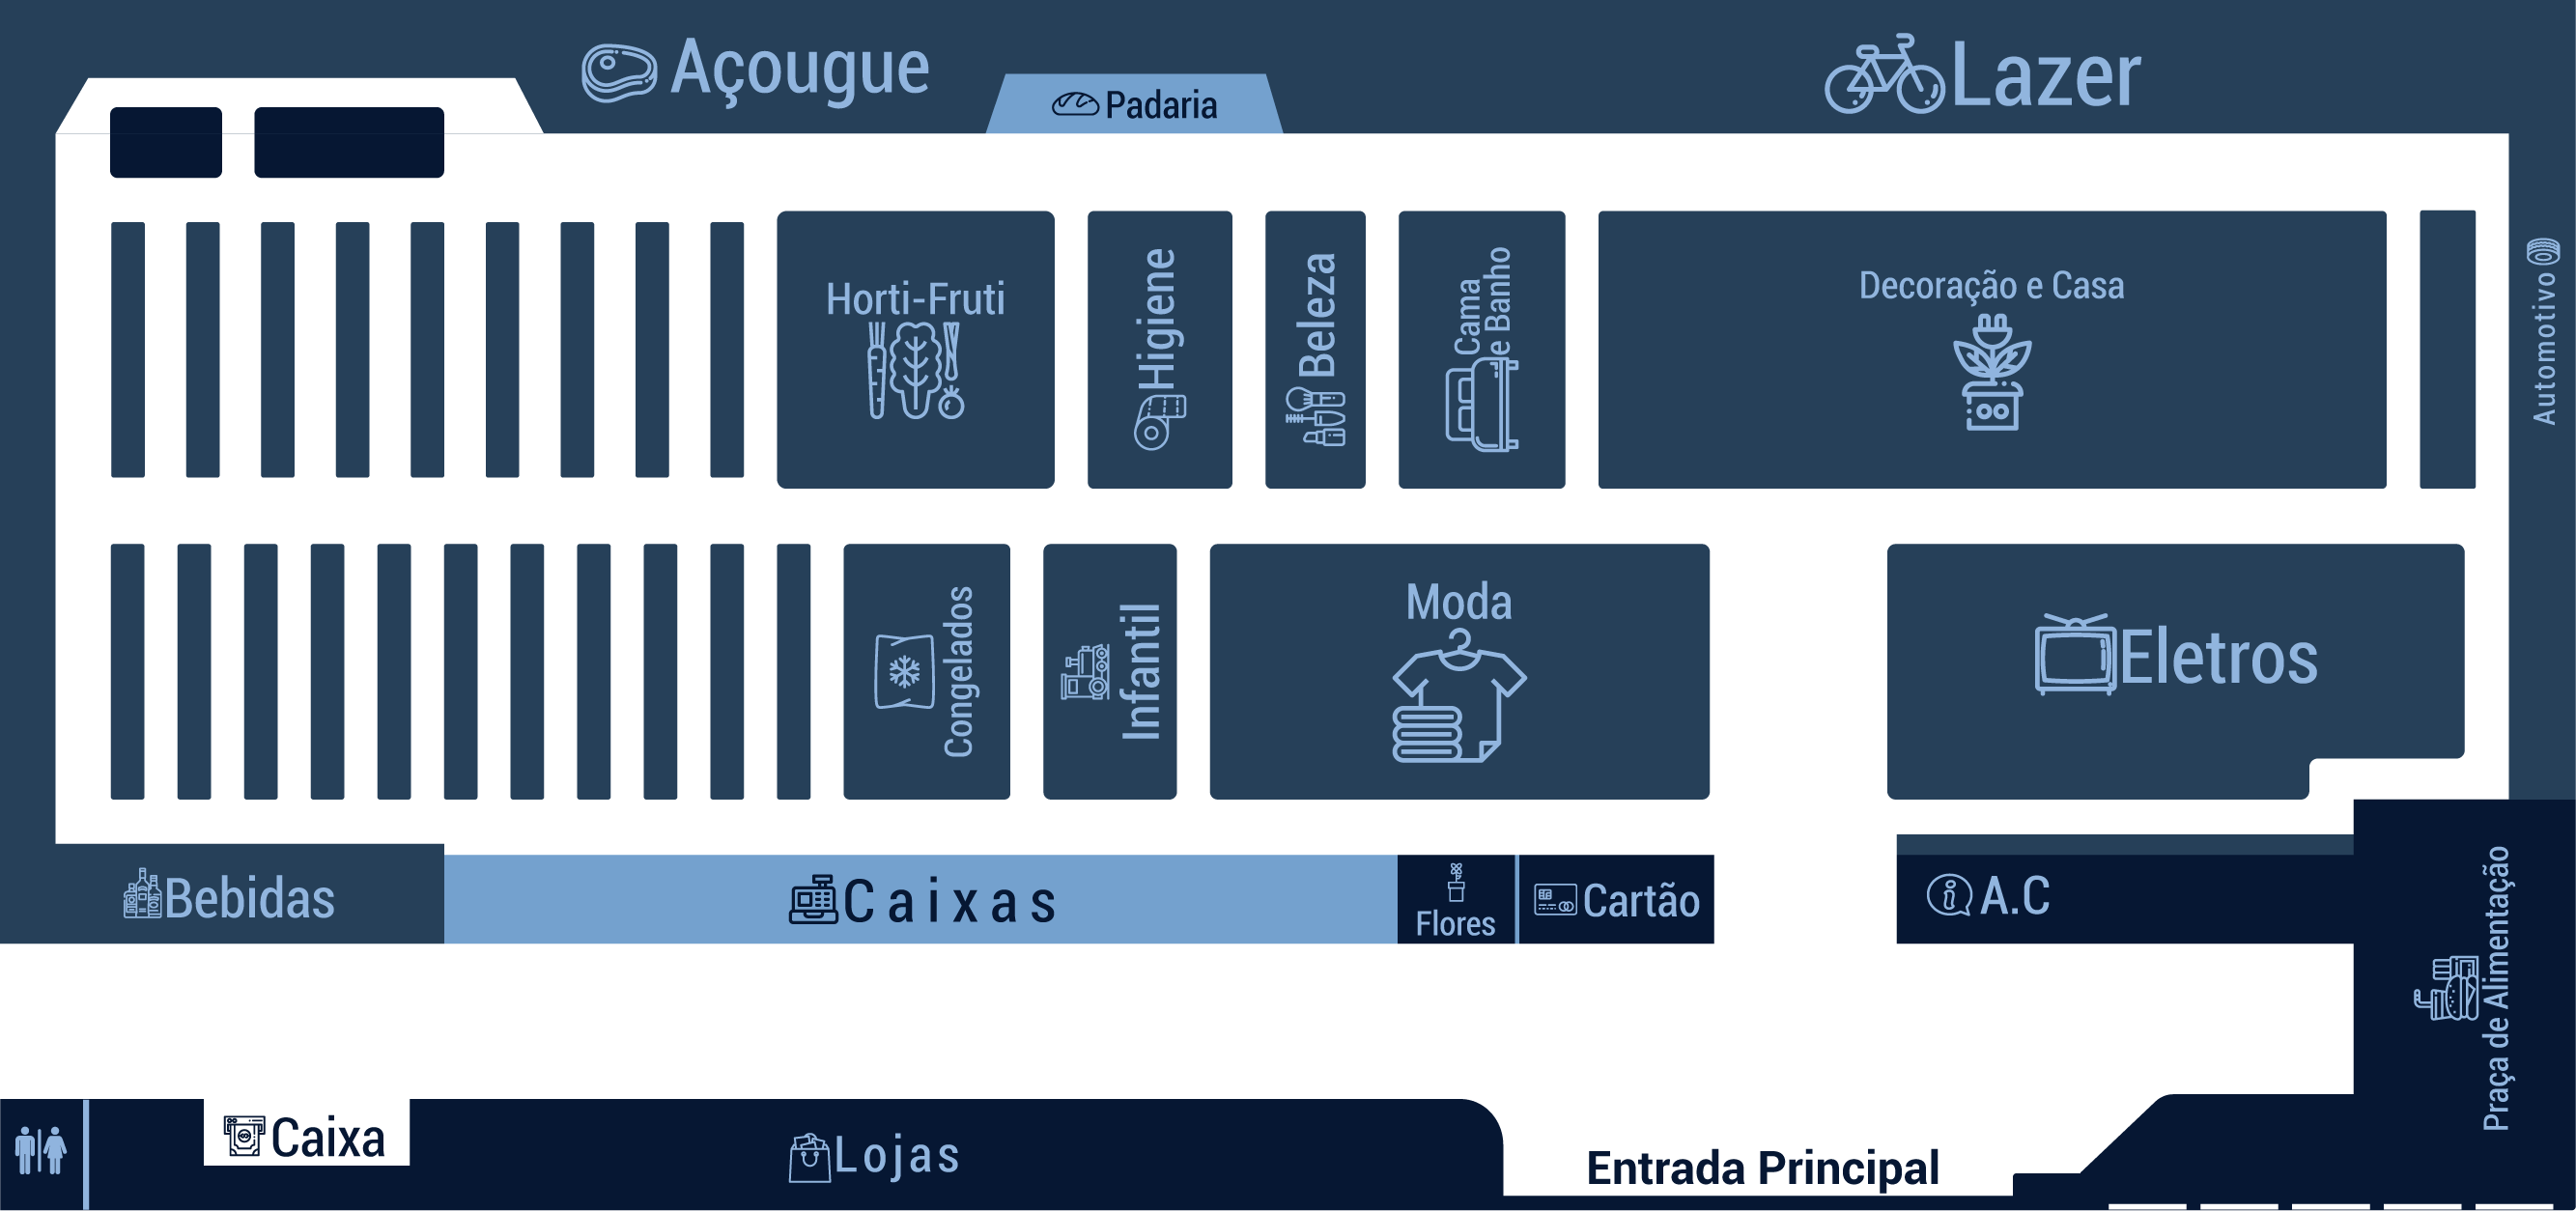 Açougue
Lazer
Padaria
Horti-Fruti
Higiene
Beleza
Cama
e Banho
Decoração e Casa
Automotivo
Congelados
Infantil
Moda
Eletros
Bebidas
Caixas
Flores
Cartão
A.C
Praça de Alimentação
Caixa
Lojas
Entrada Principal